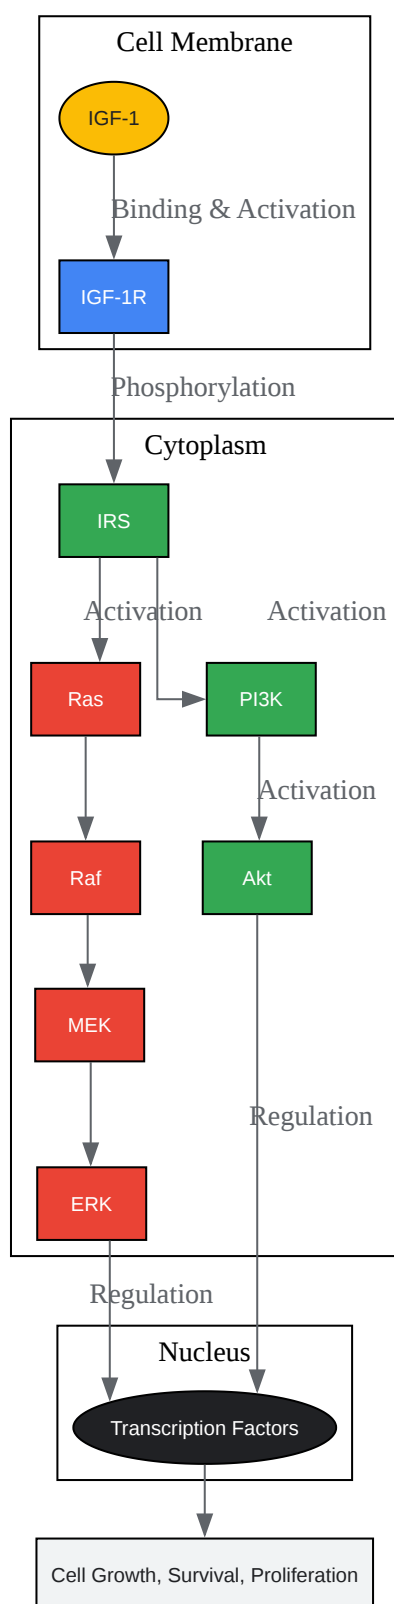 Cell Membrane
IGF-1
Binding & Activation
IGF-1R
Phosphorylation
Cytoplasm
IRS
Activation
Activation
Ras
PI3K
Activation
Raf
Akt
MEK
Regulation
ERK
Regulation
Nucleus
Transcription Factors
Cell Growth, Survival, Proliferation